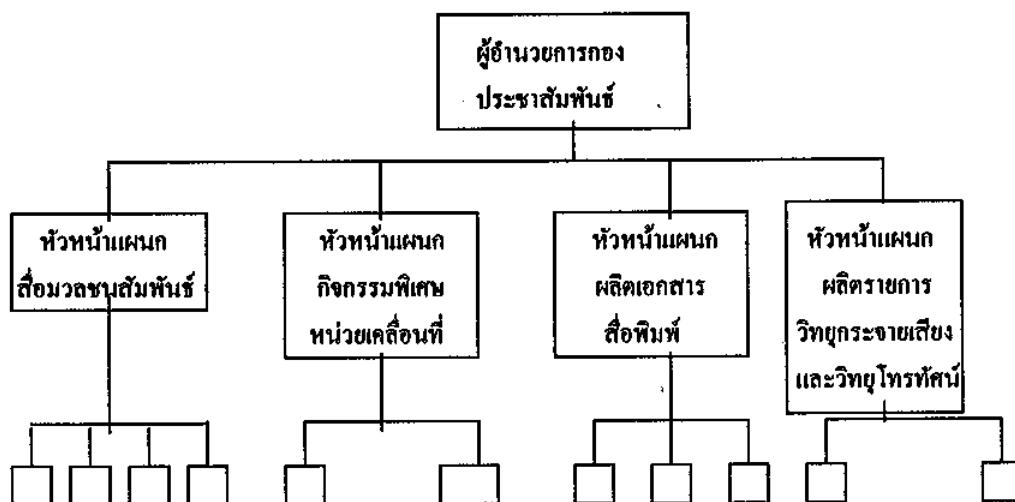 ผู้อำนวยการกอง
ประชาสัมพันธ์
หัวหน้าแผนก
สื่อมวลชนสัมพันธ์
หัวหน้าแผนก
กิจกรรมพิเศษ
หน่วยเคลื่อนที่
หัวหน้าแผนก
ผลิตเอกสาร
สื่อพิมพ์
หัวหน้าแผนก
ผลิตรายการ
วิทยุกระจายเสียง
และวิทยุโทรทัศน์